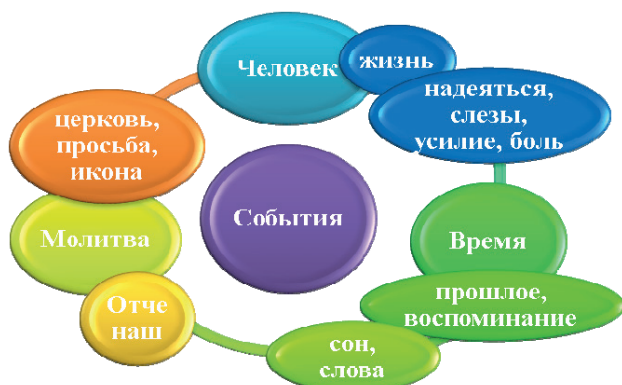 Человек
жизнь
надеяться,
слезы,
усилие, боль
церковь,
просьба,
икона
События
Молитва
Время
Отче
наш
прошлое,
воспоминание
сон,
слова